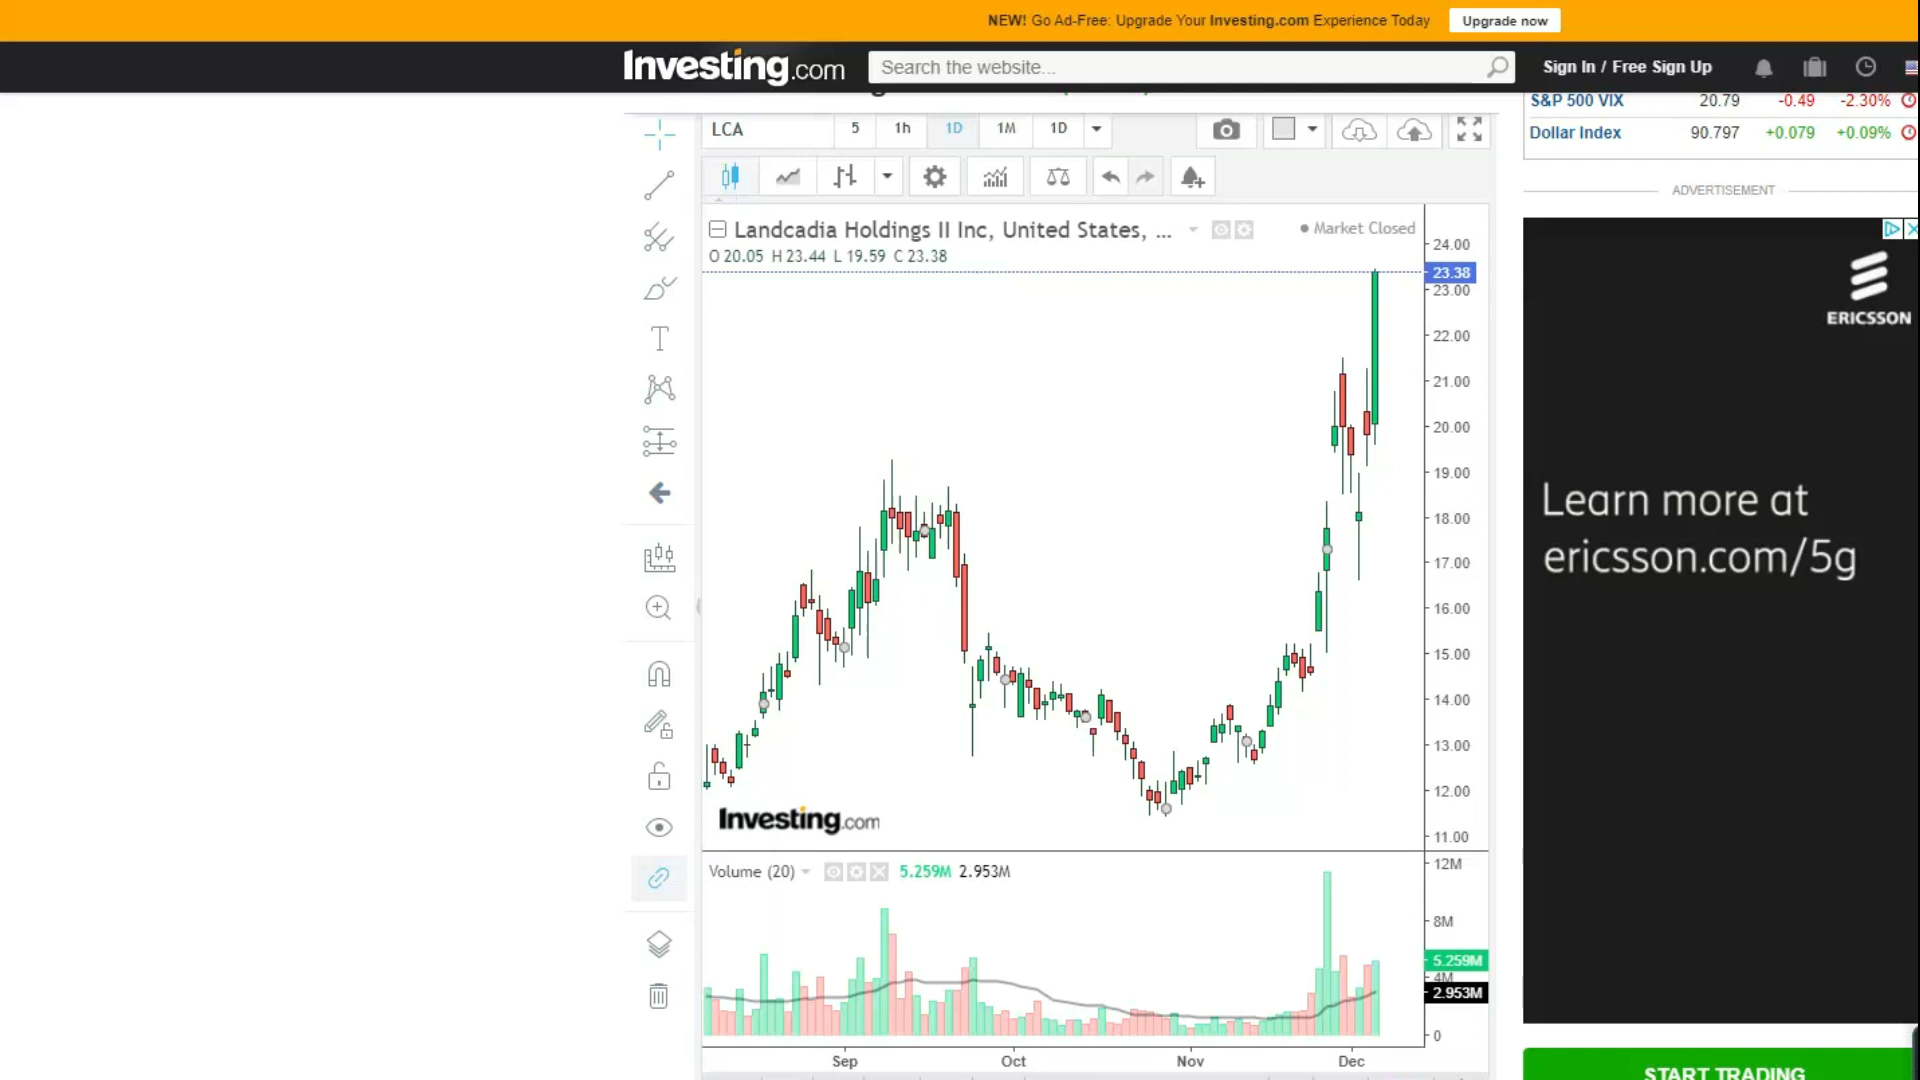 NEW! Go Ad-Free: Upgrade Your Investing.com Experience Today
Upgrade now
Investing.com
Search the website...
Sign In / Free Sign Up
S&P 500 VIX 20.79 -0.49 -2.30%
Dollar Index 90.797 +0.079 +0.09%
LCA 5 1h 1D 1M 1D
ADVERTISEMENT
Landcadia Holdings II Inc, United States, ...
Market Closed
O 20.05 H 23.44 L 19.59 C 23.38
24.00
23.38
23.00
22.00
21.00
20.00
19.00
18.00
17.00
16.00
15.00
14.00
13.00
12.00
11.00
Investing.com
Volume (20) 5.259M 2.953M
12M
8M
5.259M
4M
2.953M
0
Sep Oct Nov Dec
ERICSSON
Learn more at
ericsson.com/5g
START TRADING